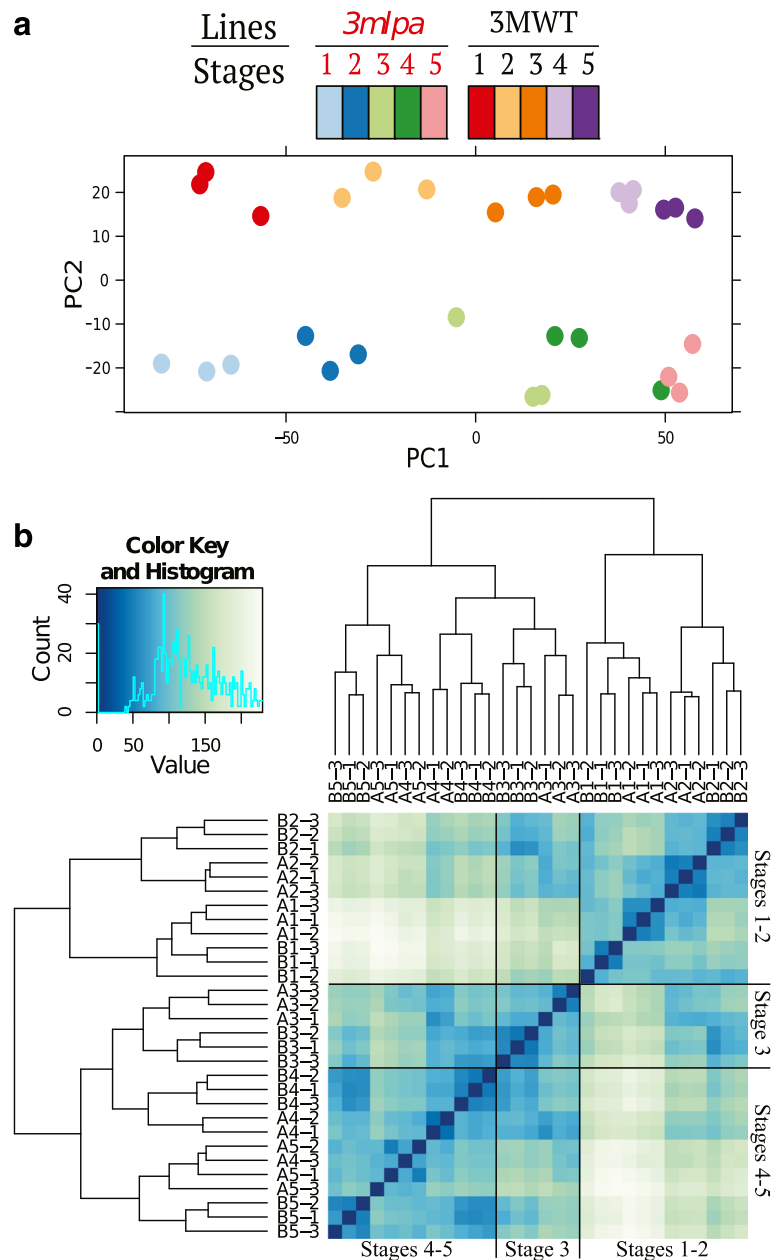 a
Lines 3mlpa 3MWT
Stages 1 2 3 4 5 1 2 3 4 5
PC2
20
10
0
−10
−20
−50 0 50
PC1
b
Color Key
and Histogram
Count
40
20
0
0 50 150
Value
B5−3 B5−1 B5−2 A5−3 A5−1 A4−3 A5−2 A4−1 A4−2 B4−3 B4−1 B4−2 B3−3 B3−1 B3−2 A3−1 A3−2 A3−3 B1−2 B1−1 B1−3 A1−2 A1−1 A1−3 A2−3 A2−1 A2−2 B2−1 B2−2 B2−3
B2−3
B2−2
B2−1
A2−2
A2−1
A2−3
A1−3
A1−1
A1−2
B1−3
B1−1
B1−2
A3−3
A3−2
A3−1
B3−2
B3−1
B3−3
B4−2
B4−1
B4−3
A4−2
A4−1
A5−2
A4−3
A5−1
A5−3
B5−2
B5−1
B5−3
Stages 1-2
Stage 3
Stages 4-5
Stages 4-5 Stage 3 Stages 1-2